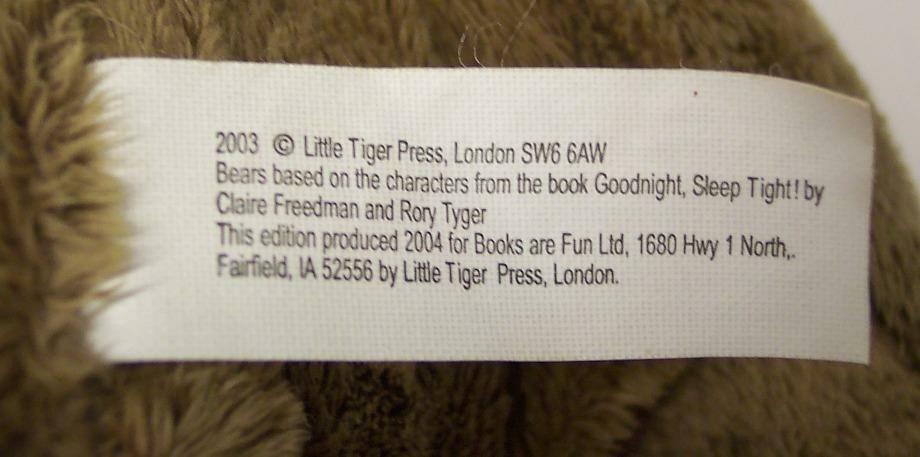 2003 © Little Tiger Press, London SW6 6AW
Bears based on the characters from the book Goodnight, Sleep Tight! by
Claire Freedman and Rory Tyger
This edition produced 2004 for Books are Fun Ltd, 1680 Hwy 1 North,.
Fairfield, IA 52556 by Little Tiger Press, London.